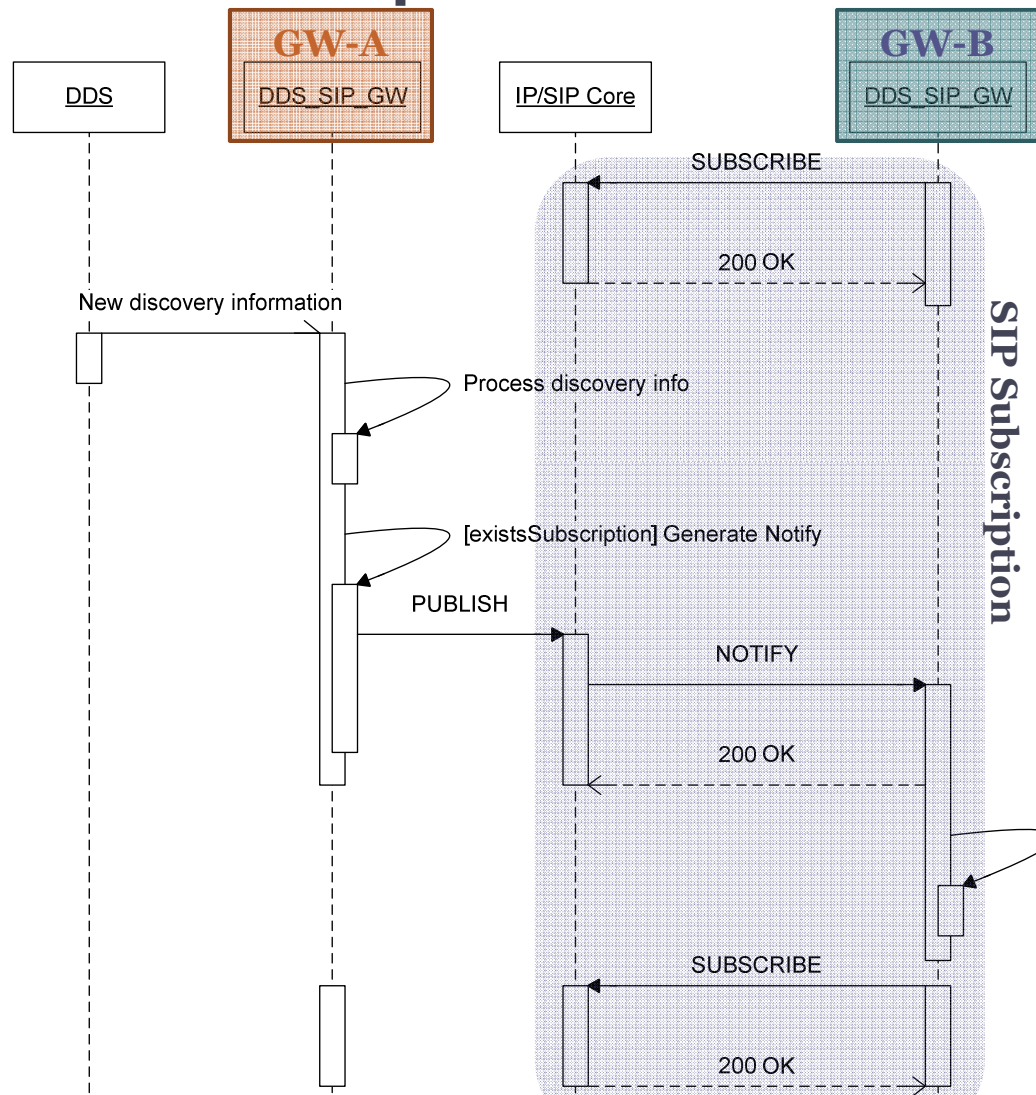 GW-A
GW-B
DDS
DDS_SIP_GW
IP/SIP Core
DDS_SIP_GW
SUBSCRIBE
200 OK
New discovery information
Process discovery info
SIP Subscription
[existsSubscription] Generate Notify
PUBLISH
NOTIFY
200 OK
SUBSCRIBE
200 OK